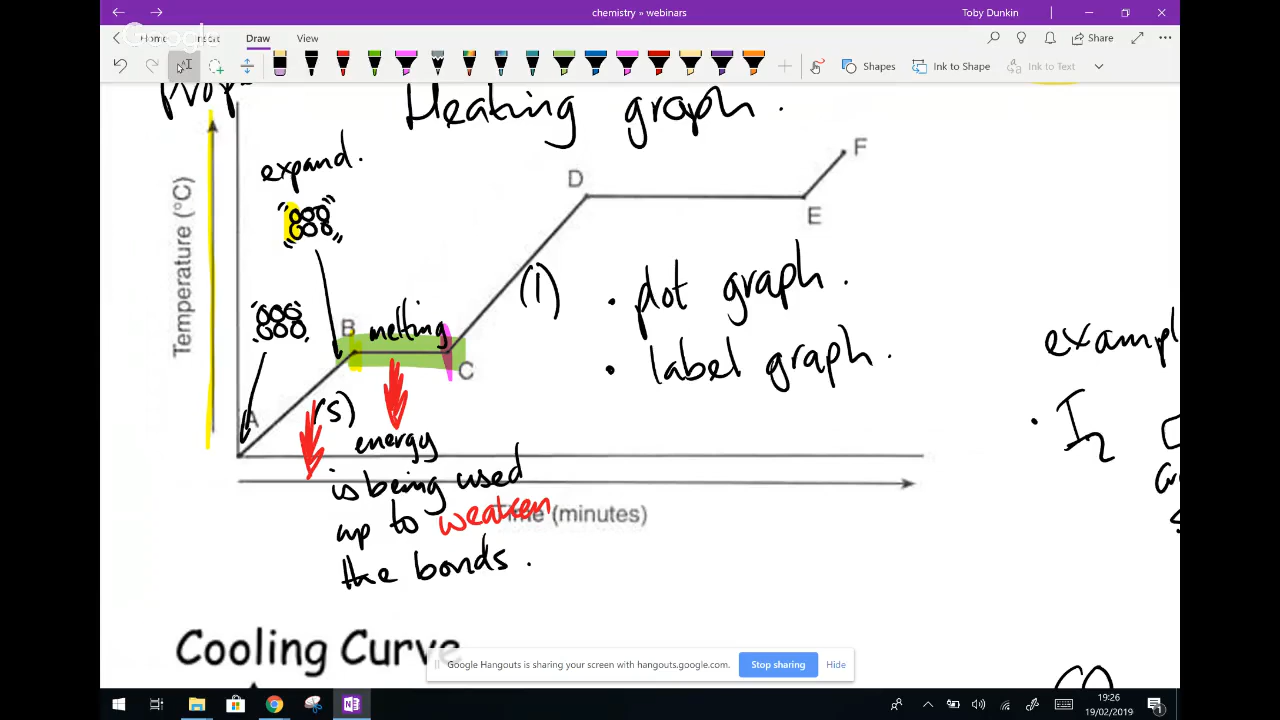 chemistry » webinars
Toby Dunkin
Google
Home Insert Draw View
Share
Shapes
Ink to Shape
Ink to Text
Heating graph.
expand.
Temperature (°C)
A
B
C
D
E
F
melting
(s)
(l)
• plot graph.
• label graph.
energy
is being used
up to weaken
the bonds.
Time (minutes)
I2
Cooling Curve
Google Hangouts is sharing your screen with hangouts.google.com.
Stop sharing
Hide
19:26
19/02/2019